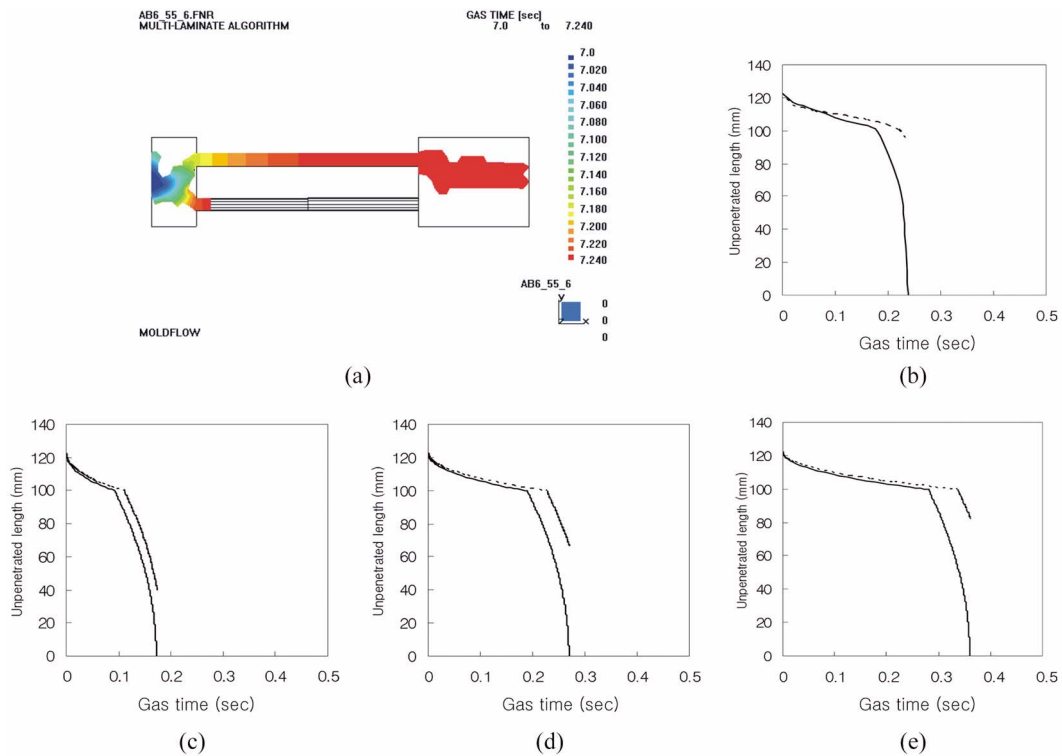 AB6_55_6.FNR
MULTI-LAMINATE ALGORITHM
GAS TIME [sec]
7.0 to 7.240
7.0
7.020
7.040
7.060
7.080
7.100
7.120
7.140
7.160
7.180
7.200
7.220
7.240
AB6_55_6
y
z x
0
0
0
MOLDFLOW
(a)
Unpenetrated length (mm)
140
120
100
80
60
40
20
0
0 0.1 0.2 0.3 0.4 0.5
Gas time (sec)
(b)
Unpenetrated length (mm)
140
120
100
80
60
40
20
0
0 0.1 0.2 0.3 0.4 0.5
Gas time (sec)
(c)
Unpenetrated length (mm)
140
120
100
80
60
40
20
0
0 0.1 0.2 0.3 0.4 0.5
Gas time (sec)
(d)
Unpenetrated length (mm)
140
120
100
80
60
40
20
0
0 0.1 0.2 0.3 0.4 0.5
Gas time (sec)
(e)